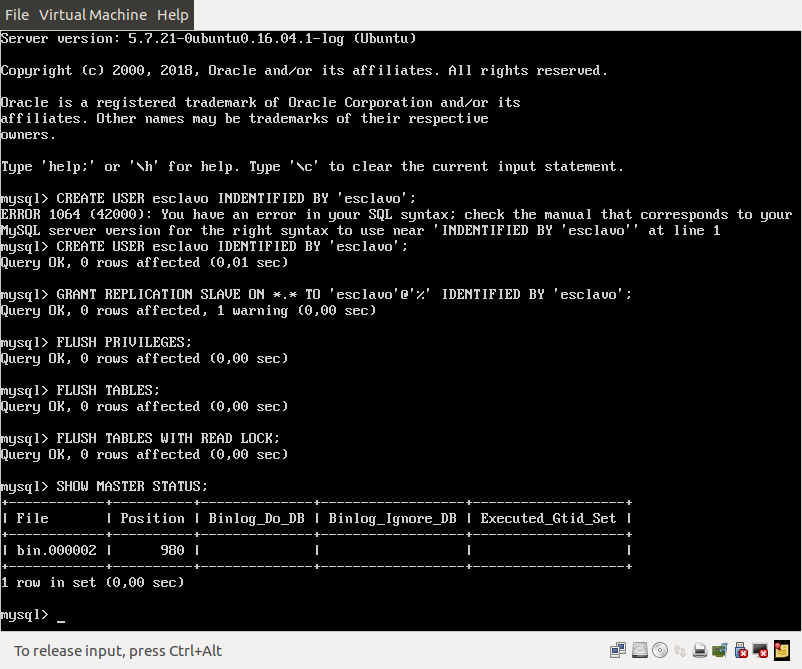 File Virtual Machine Help
Server version: 5.7.21-0ubuntu0.16.04.1-log (Ubuntu)
Copyright (c) 2000, 2018, Oracle and/or its affiliates. All rights reserved.
Oracle is a registered trademark of Oracle Corporation and/or its
affiliates. Other names may be trademarks of their respective
owners.
Type 'help;' or '\h' for help. Type '\c' to clear the current input statement.
mysql> CREATE USER esclavo INDENTIFIED BY 'esclavo';
ERROR 1064 (42000): You have an error in your SQL syntax; check the manual that corresponds to your
MySQL server version for the right syntax to use near 'INDENTIFIED BY 'esclavo'' at line 1
mysql> CREATE USER esclavo IDENTIFIED BY 'esclavo';
Query OK, 0 rows affected (0,01 sec)
mysql> GRANT REPLICATION SLAVE ON *.* TO 'esclavo'@'%' IDENTIFIED BY 'esclavo';
Query OK, 0 rows affected, 1 warning (0,00 sec)
mysql> FLUSH PRIVILEGES;
Query OK, 0 rows affected (0,00 sec)
mysql> FLUSH TABLES;
Query OK, 0 rows affected (0,00 sec)
mysql> FLUSH TABLES WITH READ LOCK;
Query OK, 0 rows affected (0,00 sec)
mysql> SHOW MASTER STATUS;
+------------+----------+--------------+------------------+-------------------+
| File       | Position | Binlog_Do_DB | Binlog_Ignore_DB | Executed_Gtid_Set |
+------------+----------+--------------+------------------+-------------------+
| bin.000002 |      980 |              |                  |                   |
+------------+----------+--------------+------------------+-------------------+
1 row in set (0,00 sec)
mysql> _
To release input, press Ctrl+Alt